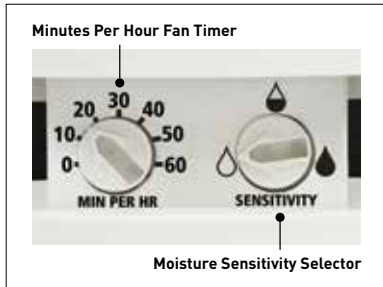 Minutes Per Hour Fan Timer
30
20 40
10 50
0 60
MIN PER HR SENSITIVITY
Moisture Sensitivity Selector